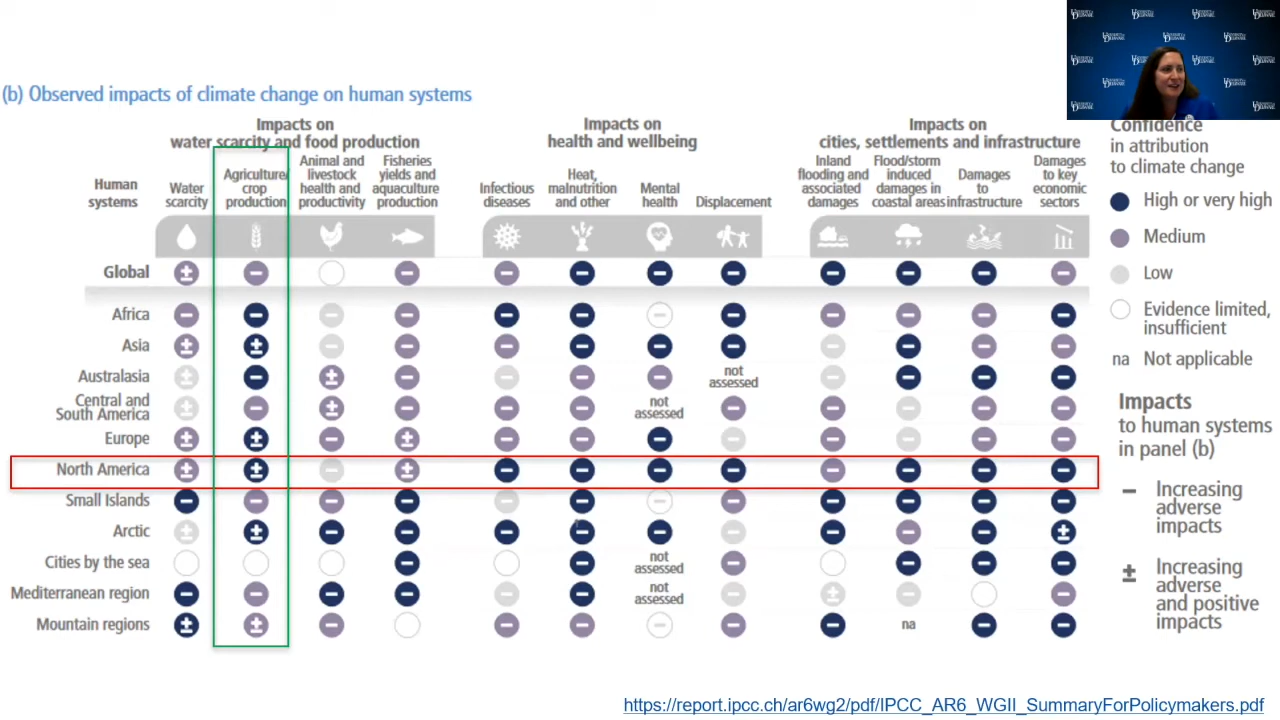 UNIVERSITY OF DELAWARE
(b) Observed impacts of climate change on human systems
Impacts on
water scarcity and food production
Impacts on
health and wellbeing
Impacts on
cities, settlements and infrastructure
Human
systems
Water
scarcity
Agriculture/
crop
production
Animal and
livestock
health and
productivity
Fisheries
yields and
aquaculture
production
Infectious
diseases
Heat,
malnutrition
and other
Mental
health
Displacement
Inland
flooding and
associated
damages
Flood/storm
induced
damages in
coastal areas
Damages
to
infrastructure
Damages
to key
economic
sectors
Confidence
in attribution
to climate change
High or very high
Medium
Low
Evidence limited,
insufficient
na Not applicable
Impacts
to human systems
in panel (b)
− Increasing
adverse
impacts
± Increasing
adverse
and positive
impacts
Global ± − − − − − − − − − −
Africa − − − − − − − − − − − −
Asia ± ± − − − − − − − − − −
Australasia ± − ± − − − − not
assessed − − − −
Central and
South America ± − ± − − − not
assessed − − − − −
Europe ± ± − ± − − − − − − − −
North America ± ± − ± − − − − − − − −
Small Islands − − − − − − − − − − − −
Arctic ± ± − − − − − − − − − ±
Cities by the sea − − not
assessed − − − −
Mediterranean region − − − − − − not
assessed − ± − −
Mountain regions ± ± − − − − − − na − −
https://report.ipcc.ch/ar6wg2/pdf/IPCC_AR6_WGII_SummaryForPolicymakers.pdf